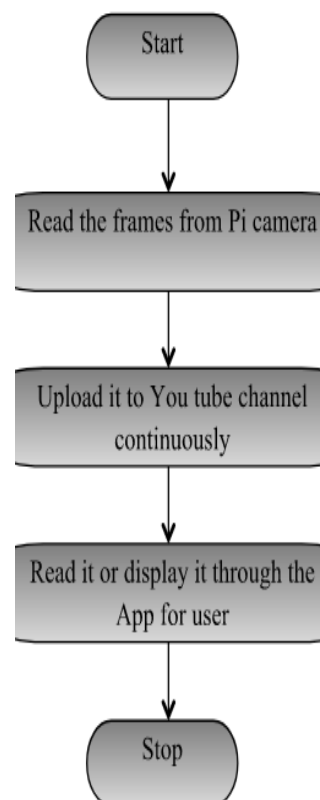 Start
Read the frames from Pi camera
Upload it to You tube channel
continuously
Read it or display it through the
App for user
Stop